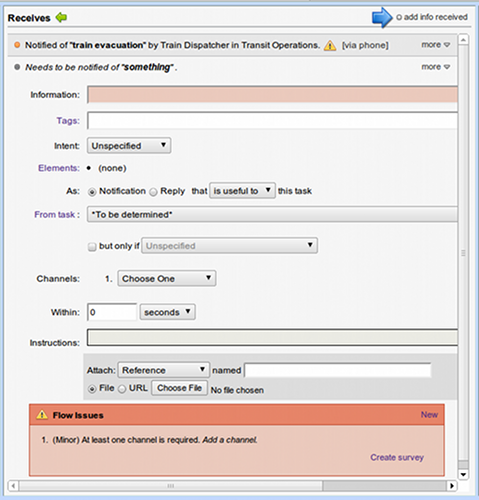 Receives add info received
Notified of "train evacuation" by Train Dispatcher in Transit Operations. [via phone] more
Needs to be notified of "something" . more
Information:
Tags:
Intent: Unspecified
Elements: • (none)
As: Notification Reply that is useful to this task
From task : *To be determined*
but only if Unspecified
Channels: 1. Choose One
Within: 0 seconds
Instructions:
Attach: Reference named
File URL Choose File No file chosen
Flow Issues New
1. (Minor) At least one channel is required. Add a channel.
Create survey